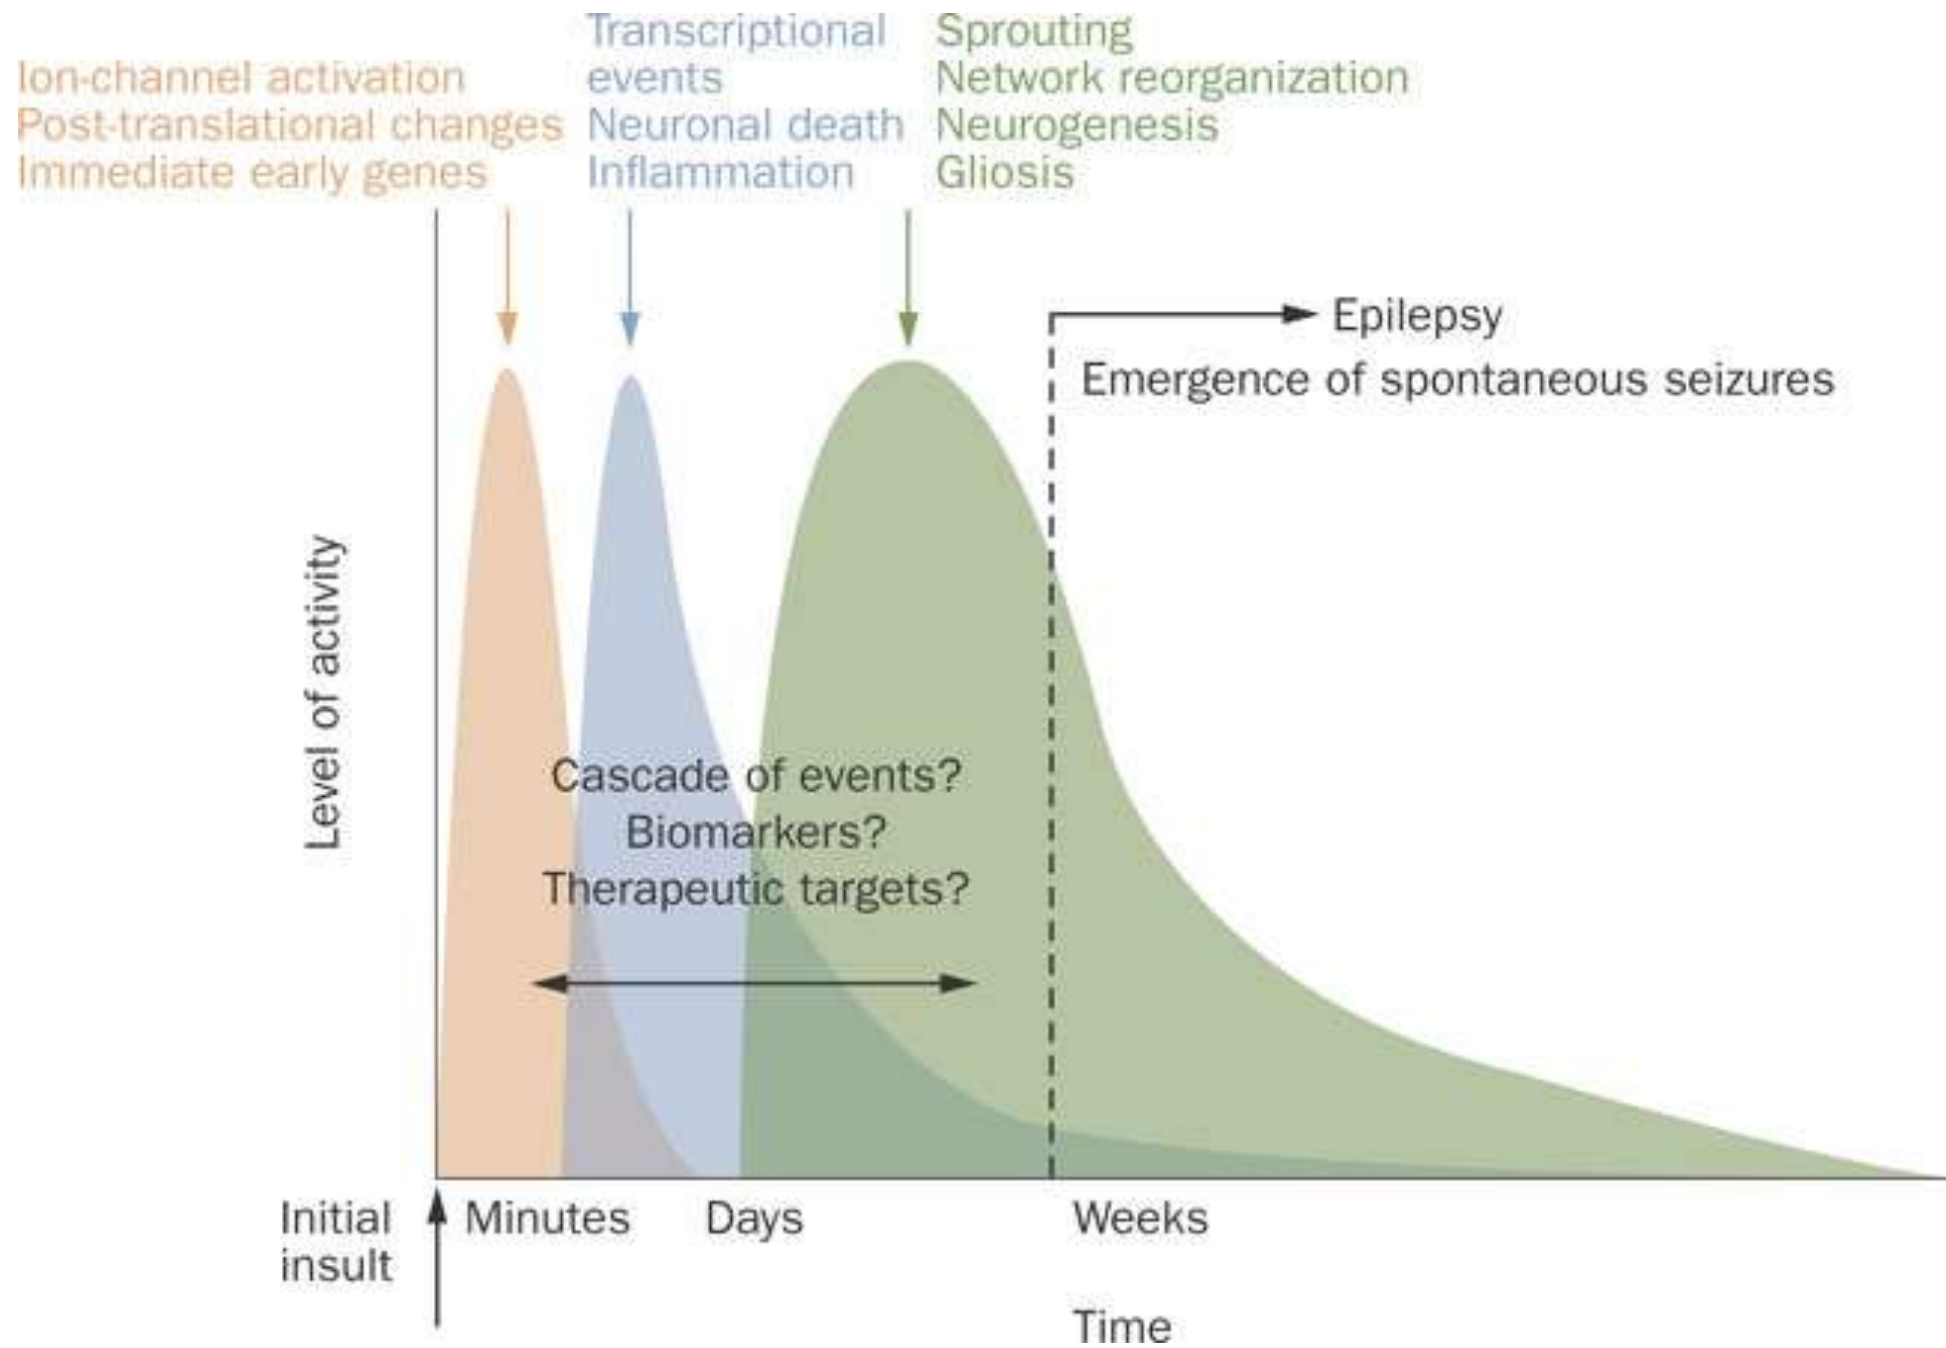 Ion-channel activation
Post-translational changes
Immediate early genes
Transcriptional
events
Neuronal death
Inflammation
Sprouting
Network reorganization
Neurogenesis
Gliosis
Epilepsy
Emergence of spontaneous seizures
Level of activity
Cascade of events?
Biomarkers?
Therapeutic targets?
Initial
insult
Minutes
Days
Weeks
Time